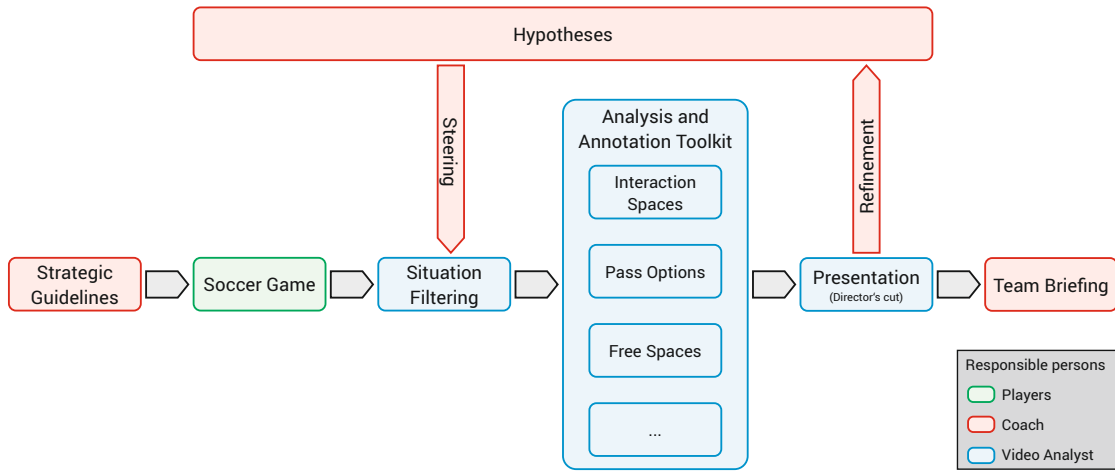 Hypotheses
Steering
Refinement
Strategic
Guidelines
Soccer Game
Situation
Filtering
Analysis and
Annotation Toolkit
Interaction
Spaces
Pass Options
Free Spaces
...
Presentation
(Director's cut)
Team Briefing
Responsible persons
Players
Coach
Video Analyst